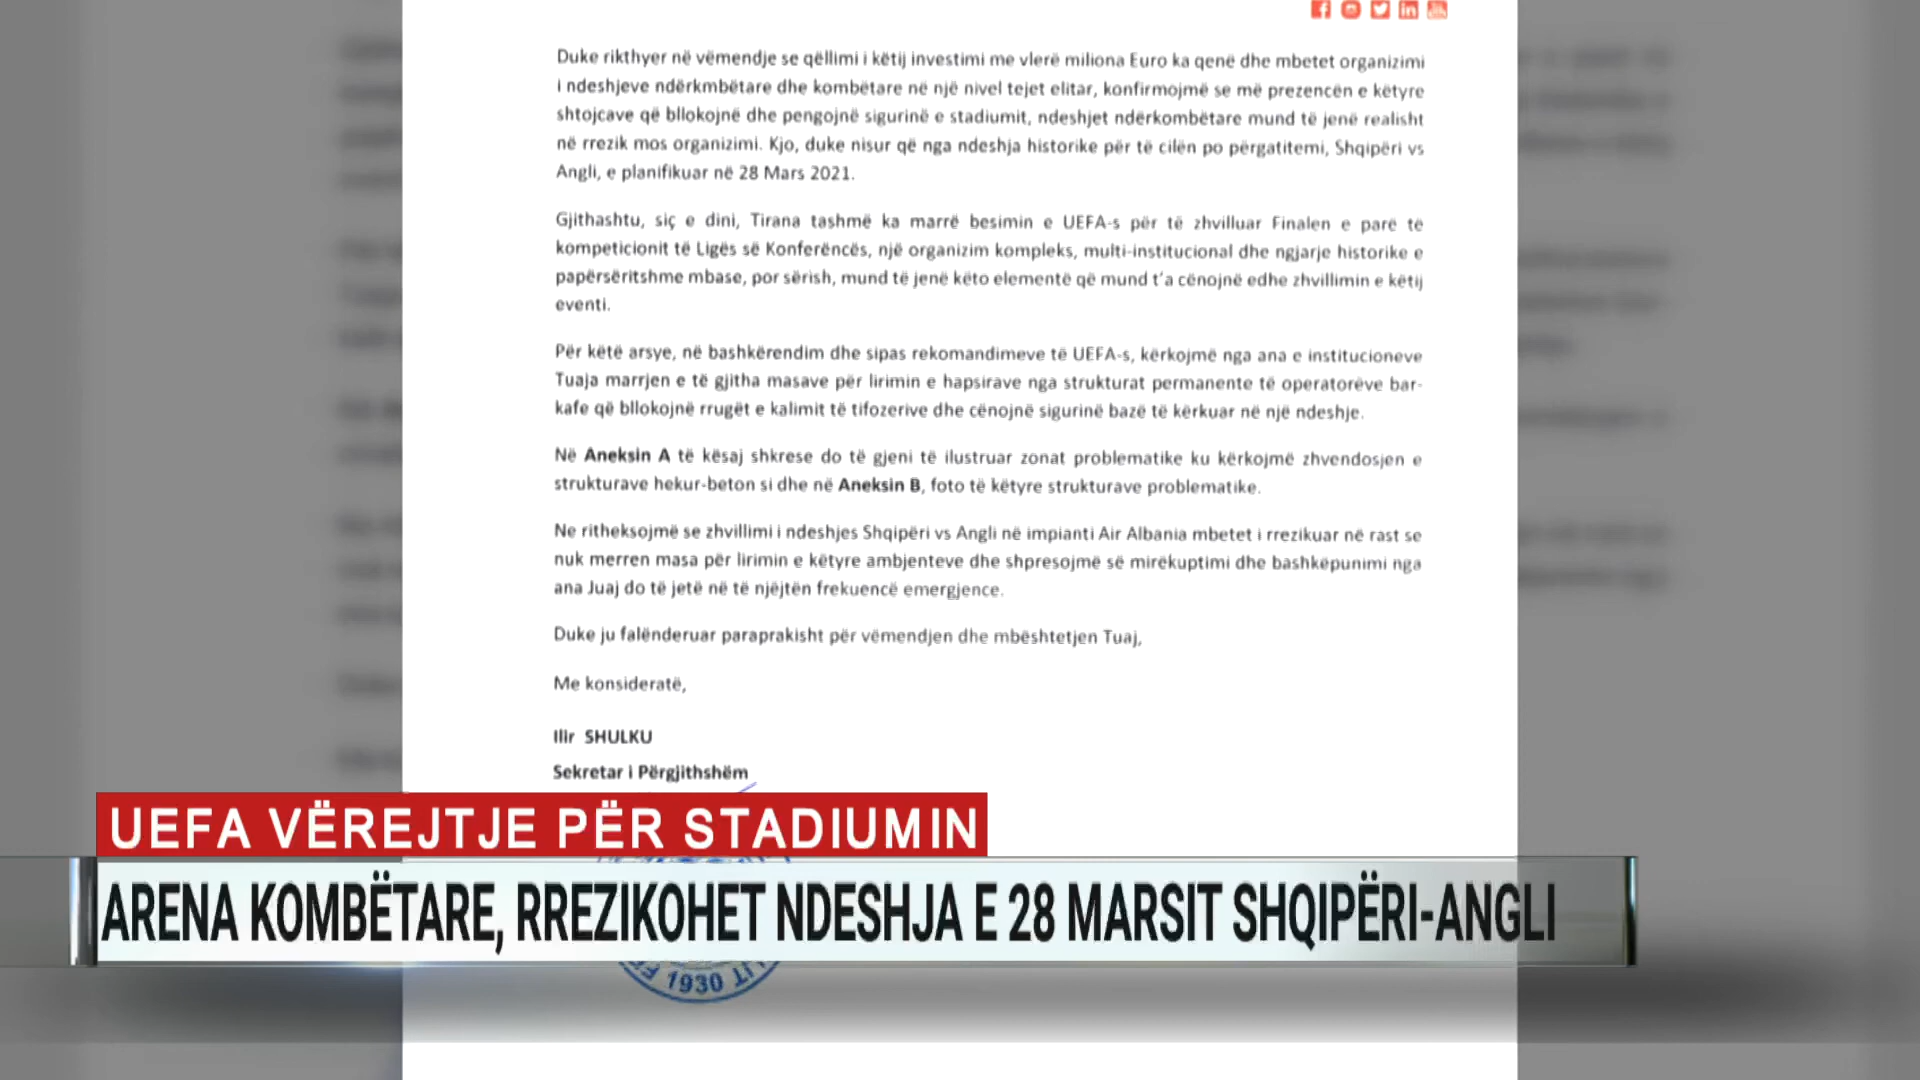 Duke rikthyer në vëmendje se qëllimi i këtij investimi me vlerë miliona Euro ka qenë dhe mbetet organizimi
i ndeshjeve ndërkmbëtare dhe kombëtare në një nivel tejet elitar, konfirmojmë se më prezencën e këtyre
shtojcave që bllokojnë dhe pengojnë sigurinë e stadiumit, ndeshjet ndërkombëtare mund të jenë realisht
në rrezik mos organizimi. Kjo, duke nisur që nga ndeshja historike për të cilën po përgatitemi, Shqipëri vs
Angli, e planifikuar në 28 Mars 2021.
Gjithashtu, siç e dini, Tirana tashmë ka marrë besimin e UEFA-s për të zhvilluar Finalen e parë të
kompeticionit të Ligës së Konferëncës, një organizim kompleks, multi-institucional dhe ngjarje historike e
papërsëritshme mbase, por sërish, mund të jenë këto elementë që mund t'a cënojnë edhe zhvillimin e këtij
eventi.
Për këtë arsye, në bashkërendim dhe sipas rekomandimeve të UEFA-s, kërkojmë nga ana e institucioneve
Tuaja marrjen e të gjitha masave për lirimin e hapsirave nga strukturat permanente të operatorëve bar-
kafe që bllokojnë rrugët e kalimit të tifozerive dhe cënojnë sigurinë bazë të kërkuar në një ndeshje.
Në Aneksin A të kësaj shkrese do të gjeni të ilustruar zonat problematike ku kërkojmë zhvendosjen e
strukturave hekur-beton si dhe në Aneksin B, foto të këtyre strukturave problematike.
Ne ritheksojmë se zhvillimi i ndeshjes Shqipëri vs Angli në impianti Air Albania mbetet i rrezikuar në rast se
nuk merren masa për lirimin e këtyre ambjenteve dhe shpresojmë së mirëkuptimi dhe bashkëpunimi nga
ana Juaj do të jetë në të njëjtën frekuencë emergjence.
Duke ju falënderuar paraprakisht për vëmendjen dhe mbështetjen Tuaj,
Me konsideratë,
Ilir SHULKU
Sekretar i Përgjithshëm
UEFA VËREJTJE PËR STADIUMIN
ARENA KOMBËTARE, RREZIKOHET NDESHJA E 28 MARSIT SHQIPËRI-ANGLI
1930